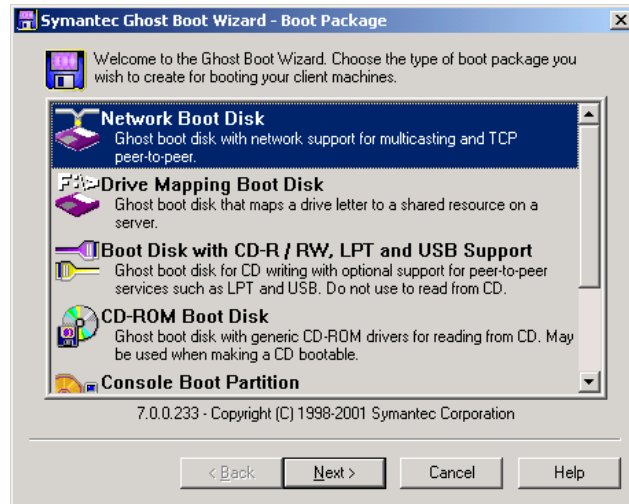 Symantec Ghost Boot Wizard - Boot Package
Welcome to the Ghost Boot Wizard. Choose the type of boot package you
wish to create for booting your client machines.
Network Boot Disk
Ghost boot disk with network support for multicasting and TCP
peer-to-peer.
F:\>
Drive Mapping Boot Disk
Ghost boot disk that maps a drive letter to a shared resource on a
server.
Boot Disk with CD-R / RW, LPT and USB Support
Ghost boot disk for CD writing with optional support for peer-to-peer
services such as LPT and USB. Do not use to read from CD.
CD-ROM Boot Disk
Ghost boot disk with generic CD-ROM drivers for reading from CD. May
be used when making a CD bootable.
Console Boot Partition
7.0.0.233 - Copyright (C) 1998-2001 Symantec Corporation
< Back
Next >
Cancel
Help